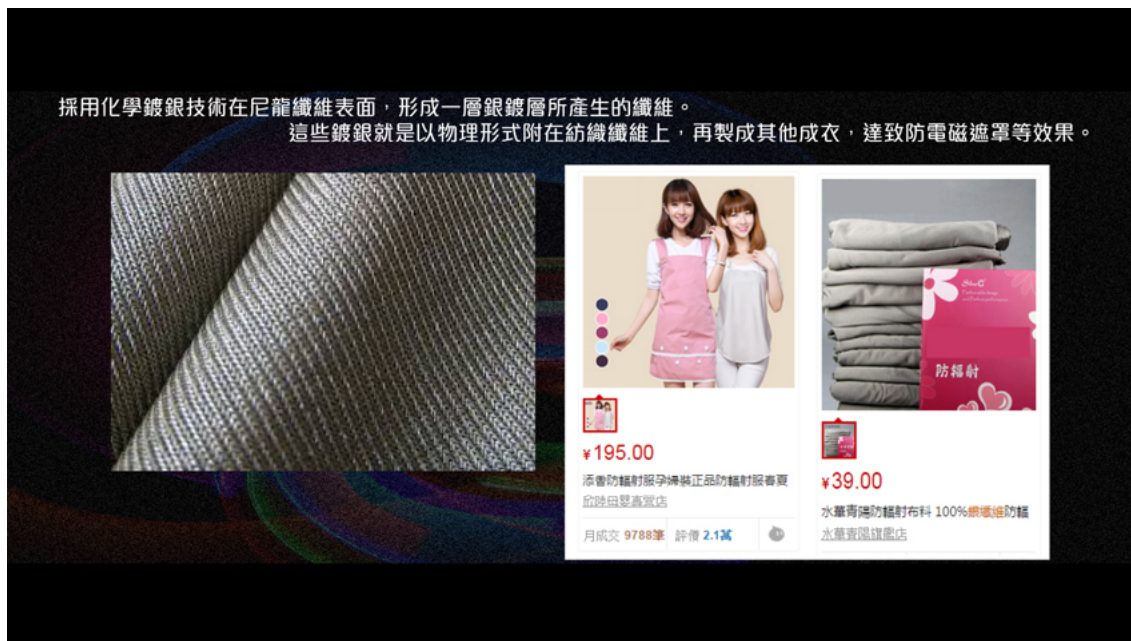 採用化學鍍銀技術在尼龍纖維表面，形成一層銀鍍層所產生的纖維。
這些鍍銀就是以物理形式附在紡織纖維上，再製成其他成衣，達致防電磁遮罩等效果。
防輻射
¥195.00
添香防輻射服孕婦裝正品防輻射服春夏
欣陸母嬰專營店
月成交 9788筆
評價 2.1萬
¥39.00
水華青陽防輻射布料 100%銀纖維防輻
水華青陽旗艦店